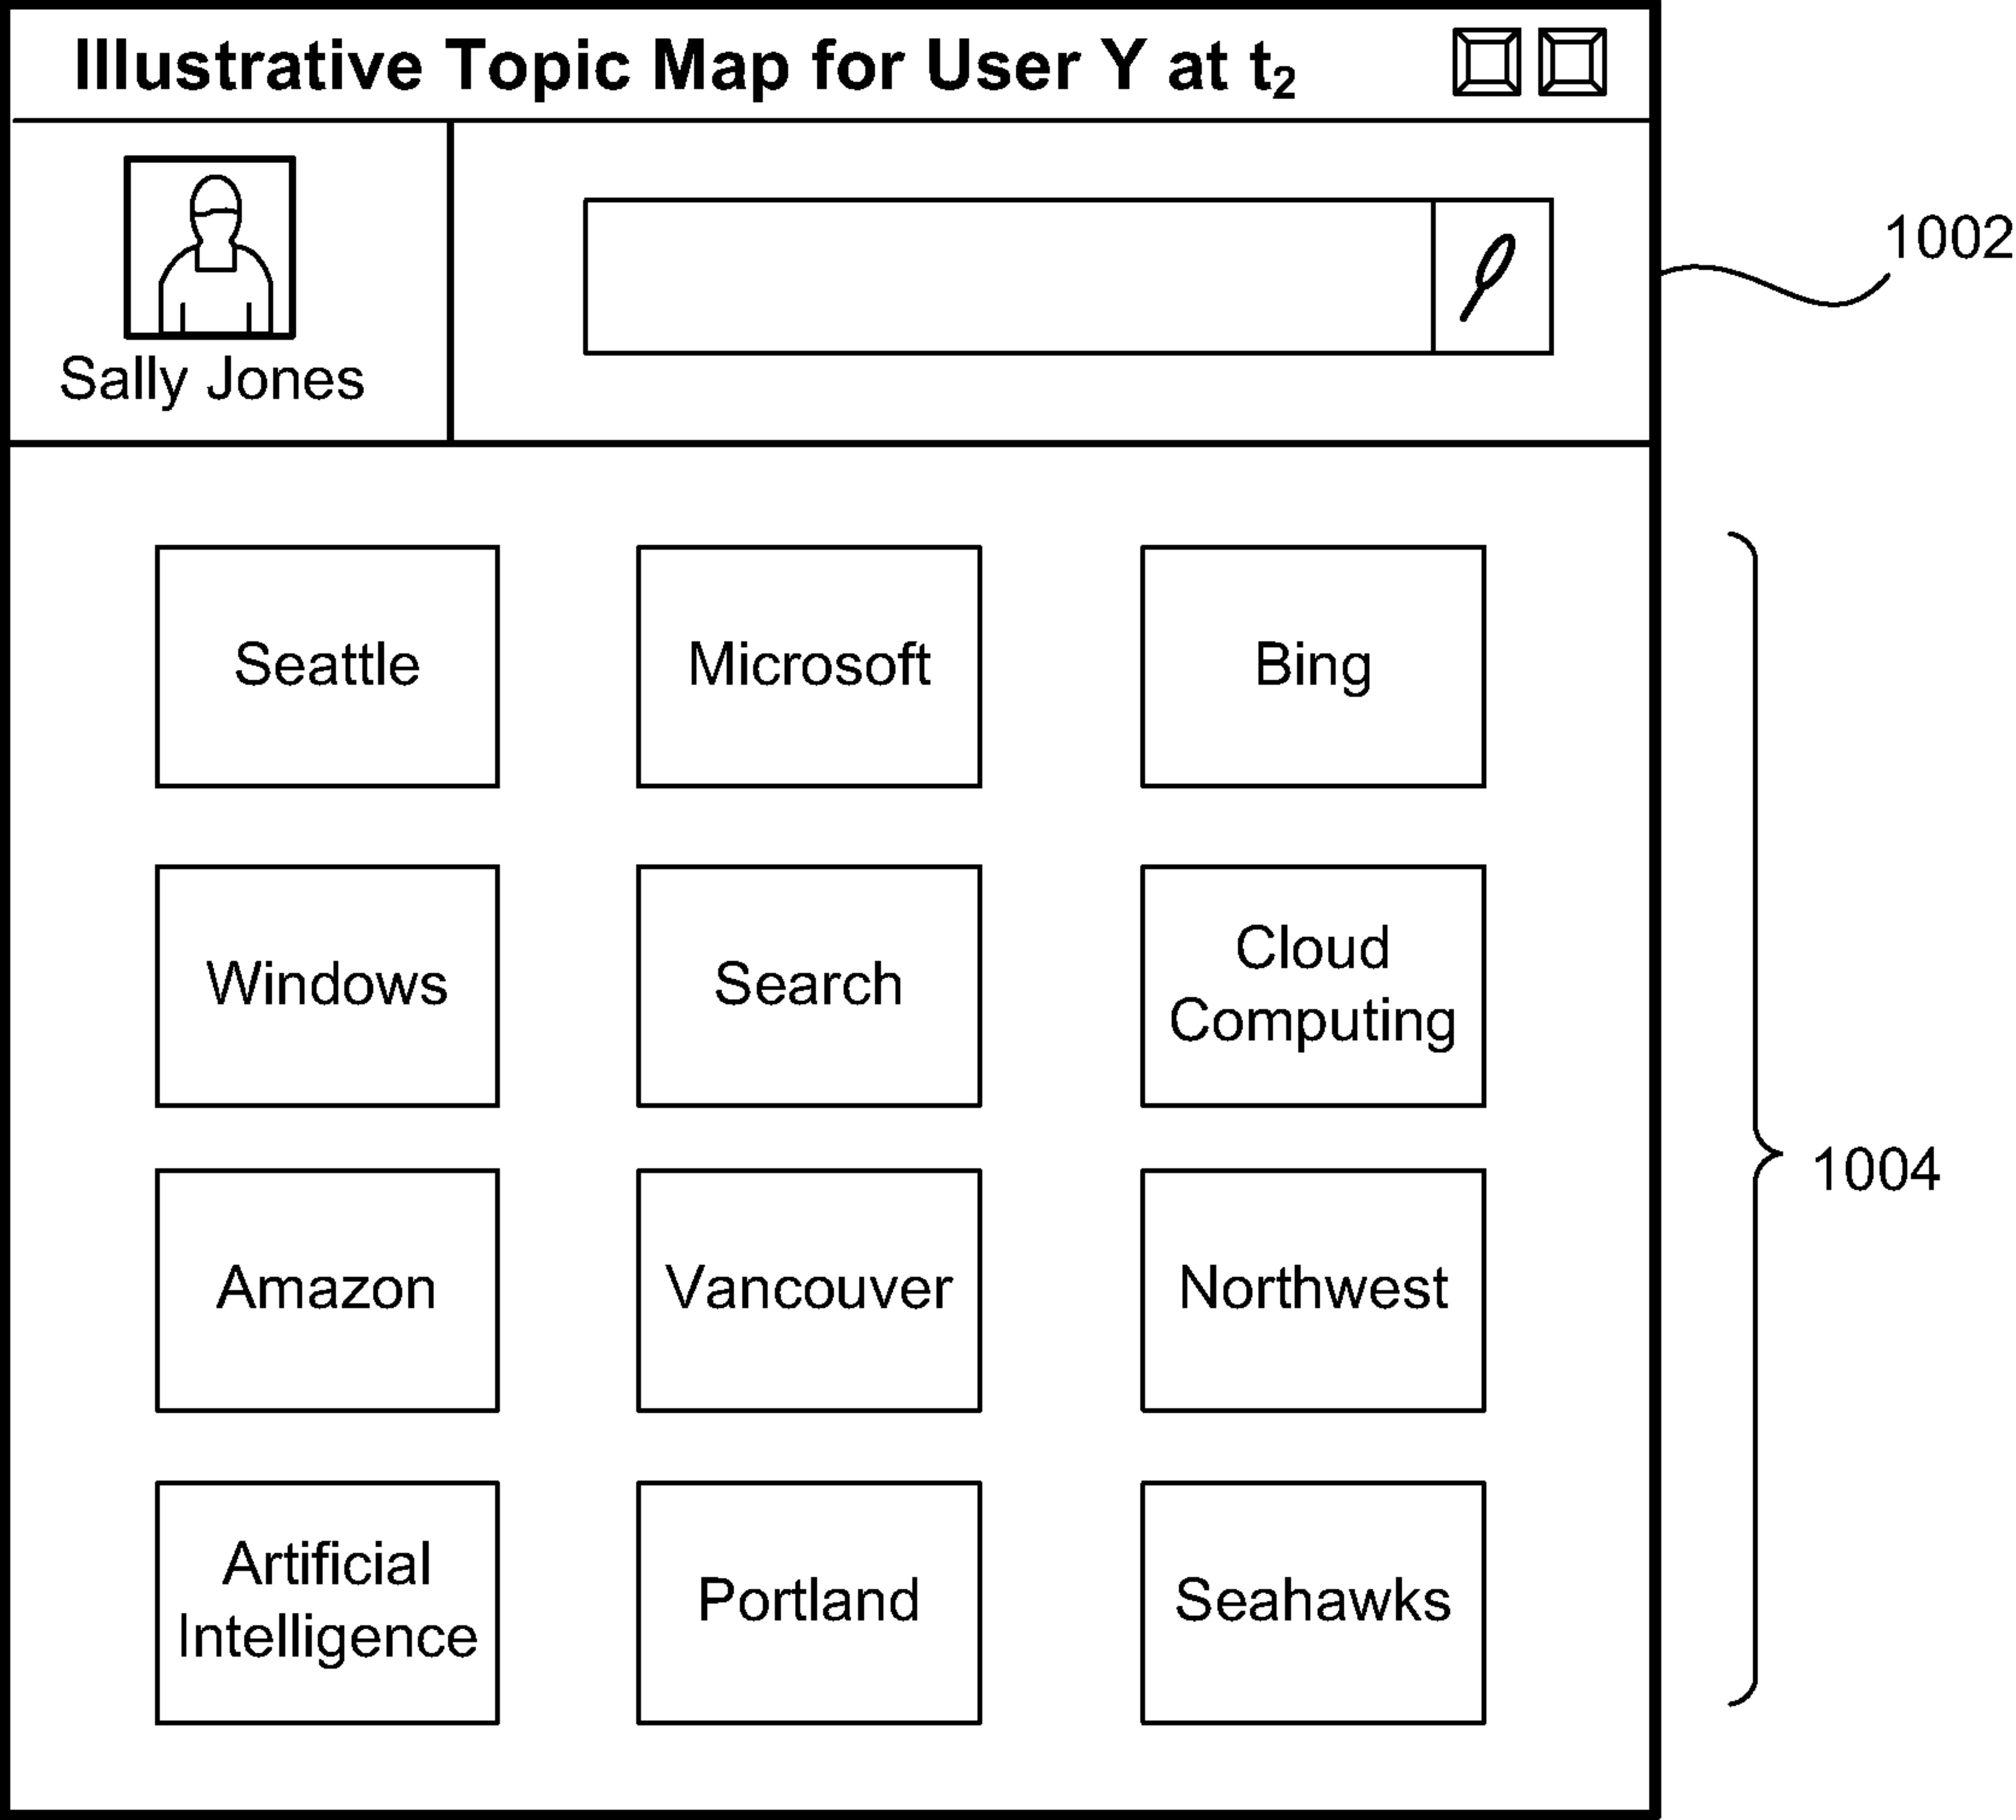 Illustrative Topic Map for User Y at t₂
1002
Sally Jones
Seattle
Microsoft
Bing
Windows
Search
Cloud
Computing
1004
Amazon
Vancouver
Northwest
Artificial
Intelligence
Portland
Seahawks